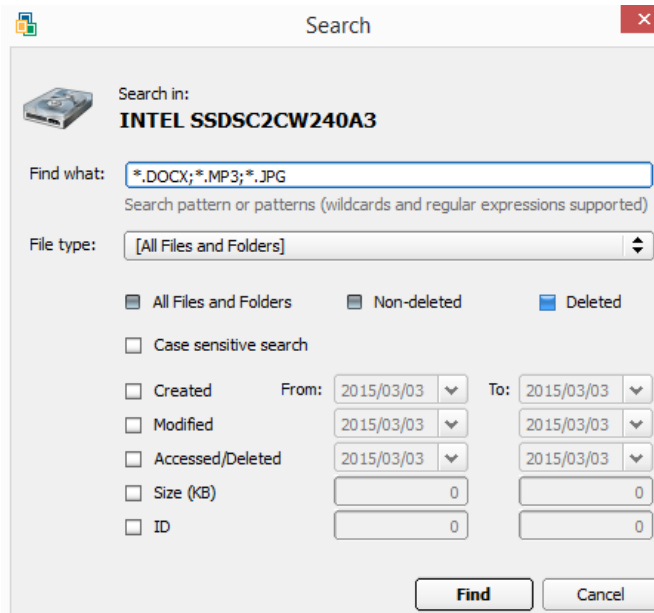 Search
Search in:
INTEL SSDSC2CW240A3
Find what: *.DOCX;*.MP3;*.JPG
Search pattern or patterns (wildcards and regular expressions supported)
File type: [All Files and Folders]
All Files and Folders Non-deleted Deleted
Case sensitive search
Created From: 2015/03/03 To: 2015/03/03
Modified 2015/03/03 2015/03/03
Accessed/Deleted 2015/03/03 2015/03/03
Size (KB) 0 0
ID 0 0
Find Cancel